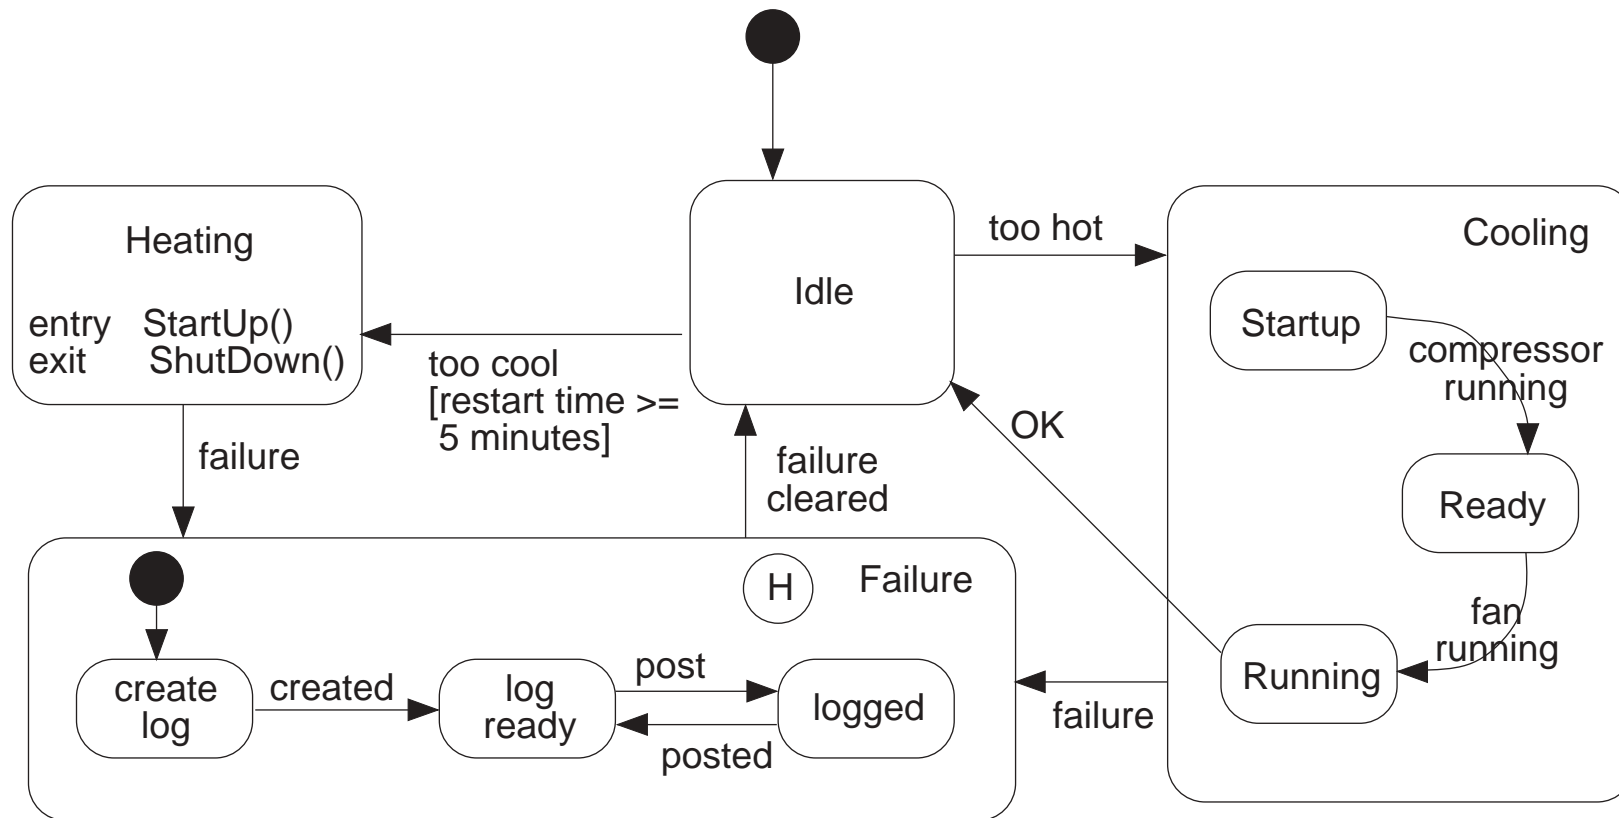 Heating
entry StartUp()
exit ShutDown()
too cool
[restart time >=
5 minutes]
Idle
too hot
Cooling
Startup
compressor
running
Ready
fan
running
Running
OK
failure
failure
cleared
H
Failure
create
log
created
log
ready
post
posted
logged
failure